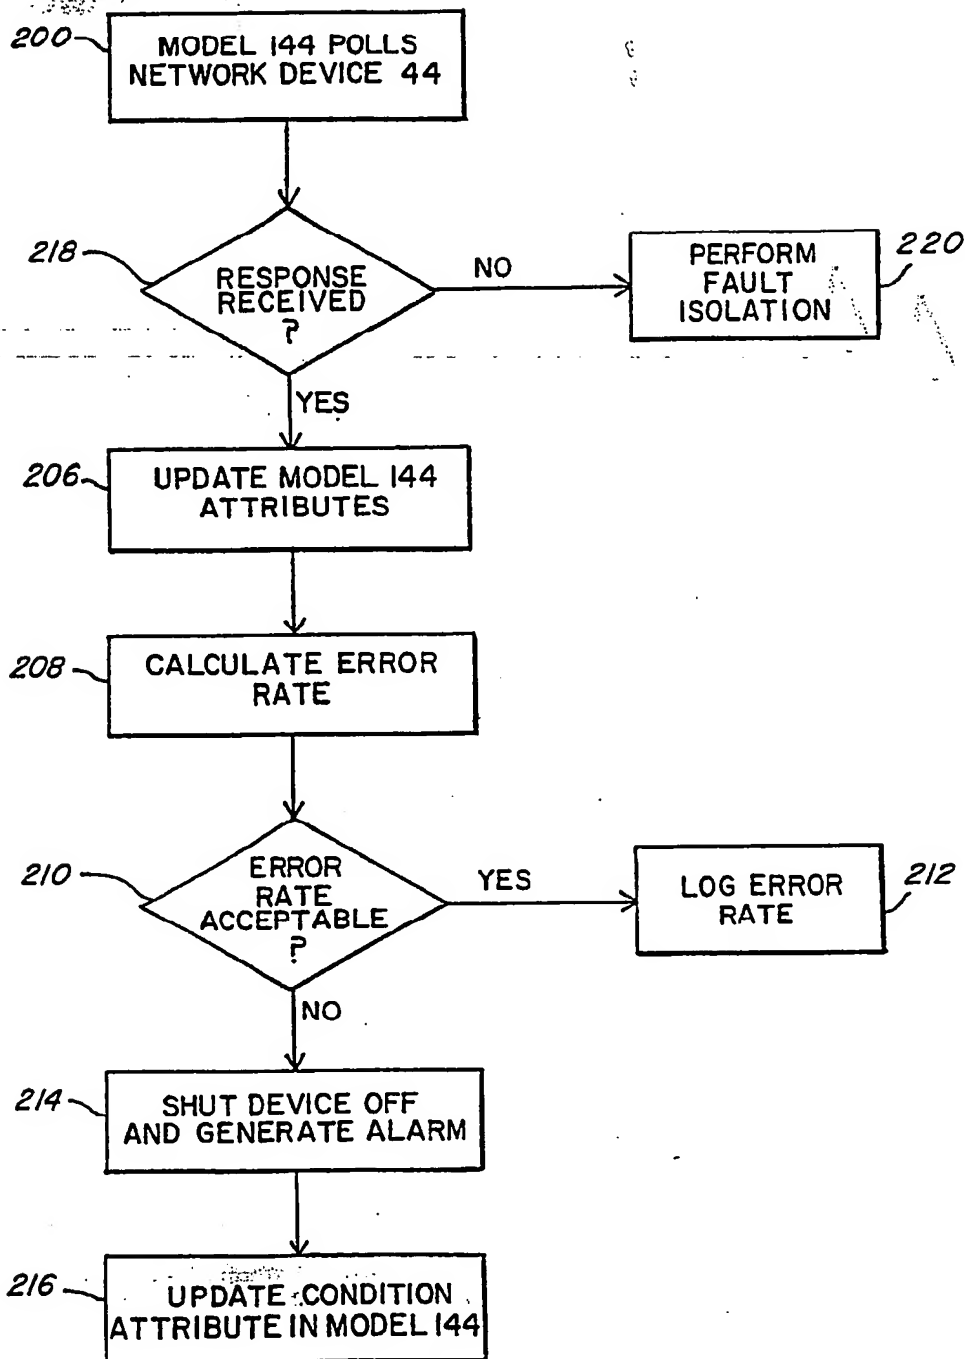 200
MODEL 144 POLLS
NETWORK DEVICE 44
218
RESPONSE
RECEIVED
?
NO
PERFORM
FAULT
ISOLATION
220
YES
206
UPDATE MODEL 144
ATTRIBUTES
208
CALCULATE ERROR
RATE
210
ERROR
RATE
ACCEPTABLE
?
YES
LOG ERROR
RATE
212
NO
214
SHUT DEVICE OFF
AND GENERATE ALARM
216
UPDATE CONDITION
ATTRIBUTE IN MODEL 144